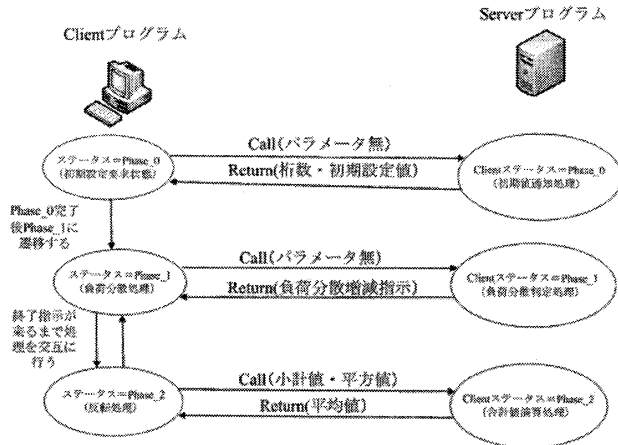 Serverプログラム
Clientプログラム
ステータス＝Phase_0
(初期設定要求状態)
Call(パラメータ無)
Return(桁数・初期設定値)
Clientステータス＝Phase_0
(初期値通知処理)
Phase_0完了
後Phase_1に
遷移する
ステータス＝Phase_1
(負荷分散処理)
Call(パラメータ無)
Return(負荷分散増減指示)
Clientステータス＝Phase_1
(負荷分散判定処理)
終了指示が
来るまで処
理を交互に
行う
ステータス＝Phase_2
(反転処理)
Call(小計値・平方値)
Return(平均値)
Clientステータス＝Phase_2
(合計値演算処理)